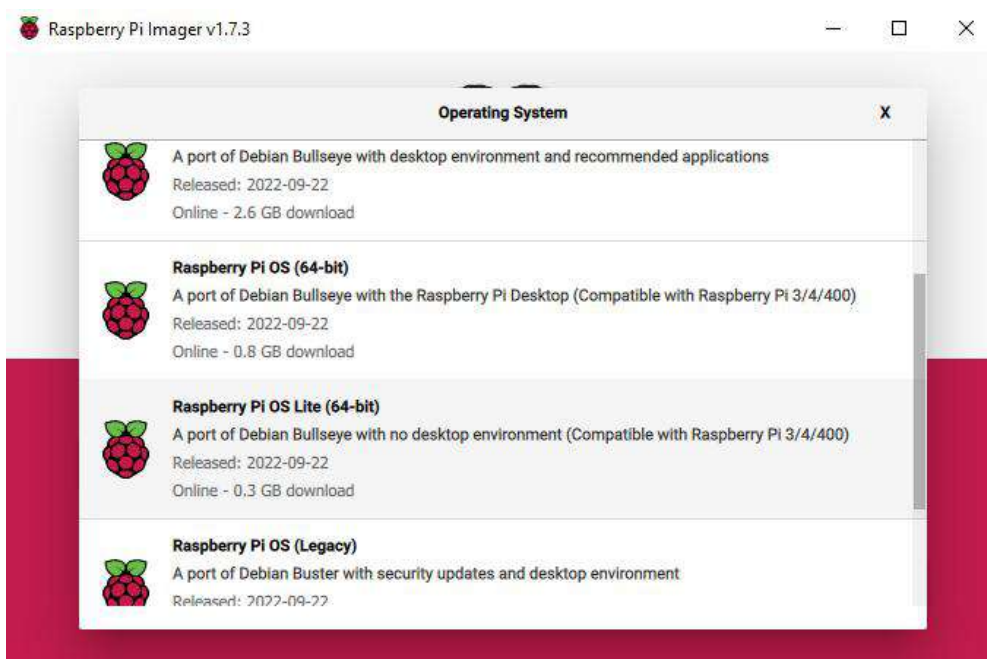 Raspberry Pi Imager v1.7.3
Operating System
X
A port of Debian Bullseye with desktop environment and recommended applications
Released: 2022-09-22
Online - 2.6 GB download
Raspberry Pi OS (64-bit)
A port of Debian Bullseye with the Raspberry Pi Desktop (Compatible with Raspberry Pi 3/4/400)
Released: 2022-09-22
Online - 0.8 GB download
Raspberry Pi OS Lite (64-bit)
A port of Debian Bullseye with no desktop environment (Compatible with Raspberry Pi 3/4/400)
Released: 2022-09-22
Online - 0.3 GB download
Raspberry Pi OS (Legacy)
A port of Debian Buster with security updates and desktop environment
Released: 2022-09-22